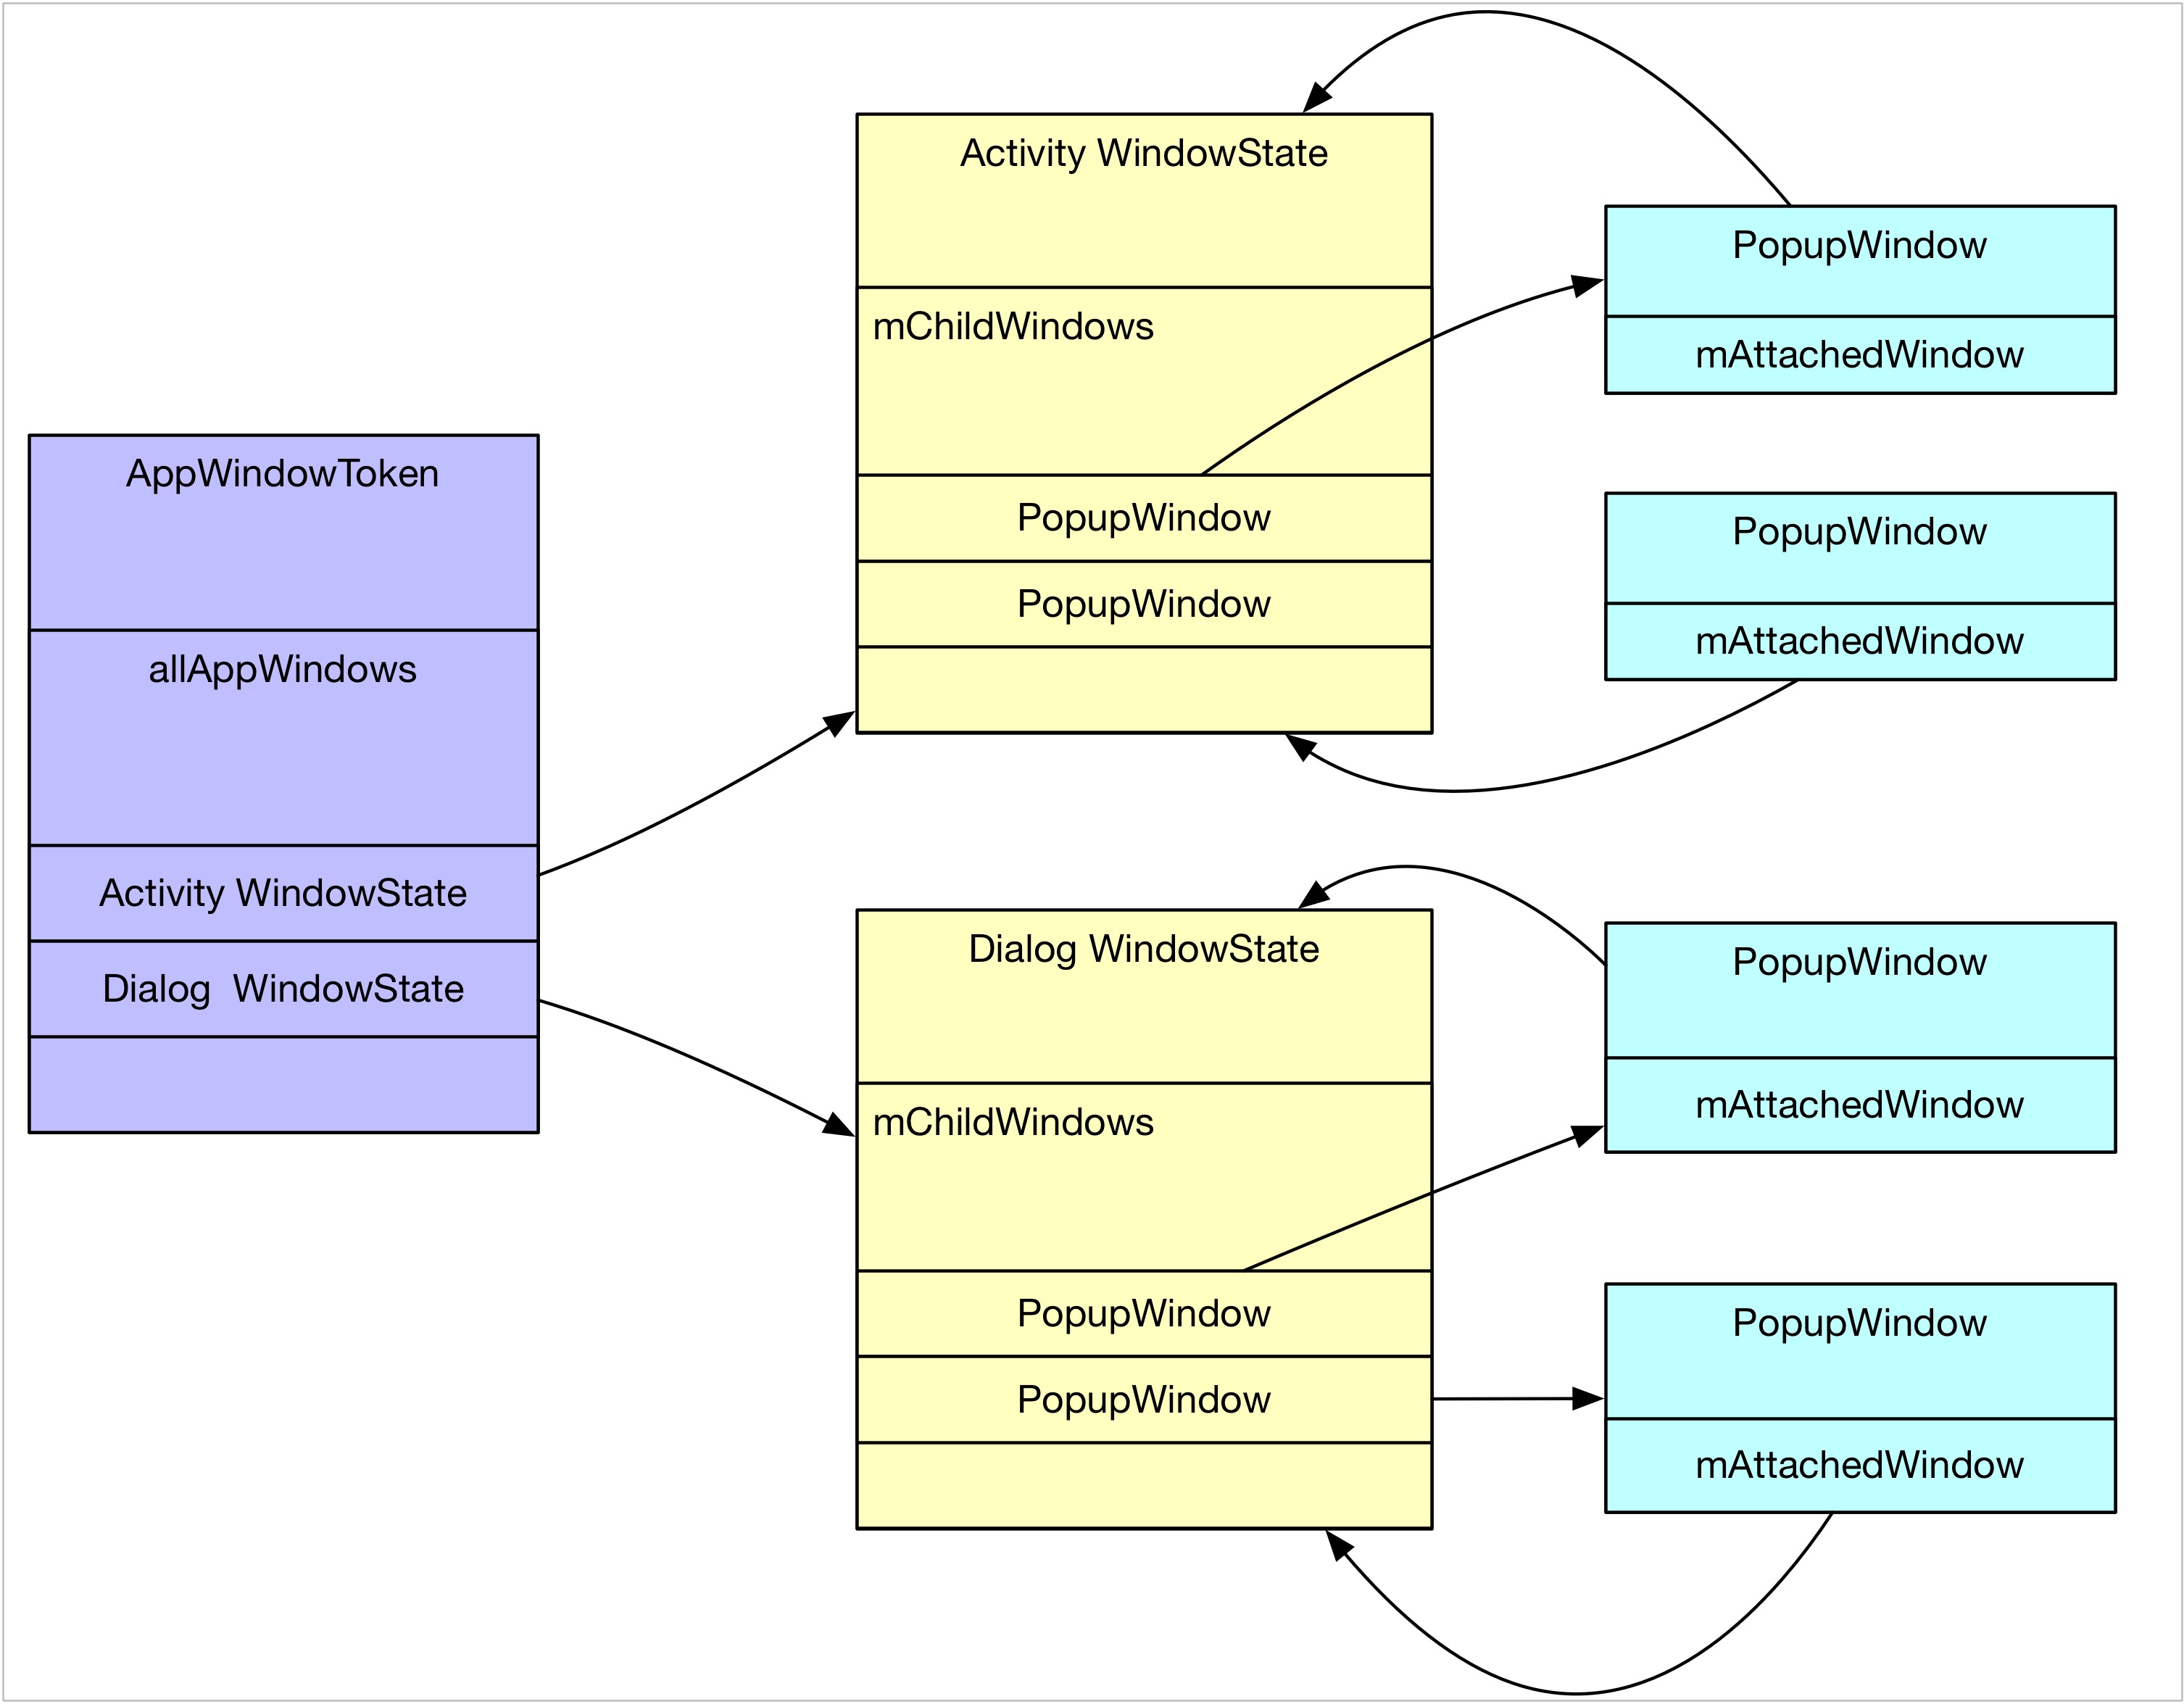 AppWindowToken
allAppWindows
Activity WindowState
Dialog  WindowState
Activity WindowState
mChildWindows
PopupWindow
PopupWindow
Dialog WindowState
mChildWindows
PopupWindow
PopupWindow
PopupWindow
mAttachedWindow
PopupWindow
mAttachedWindow
PopupWindow
mAttachedWindow
PopupWindow
mAttachedWindow